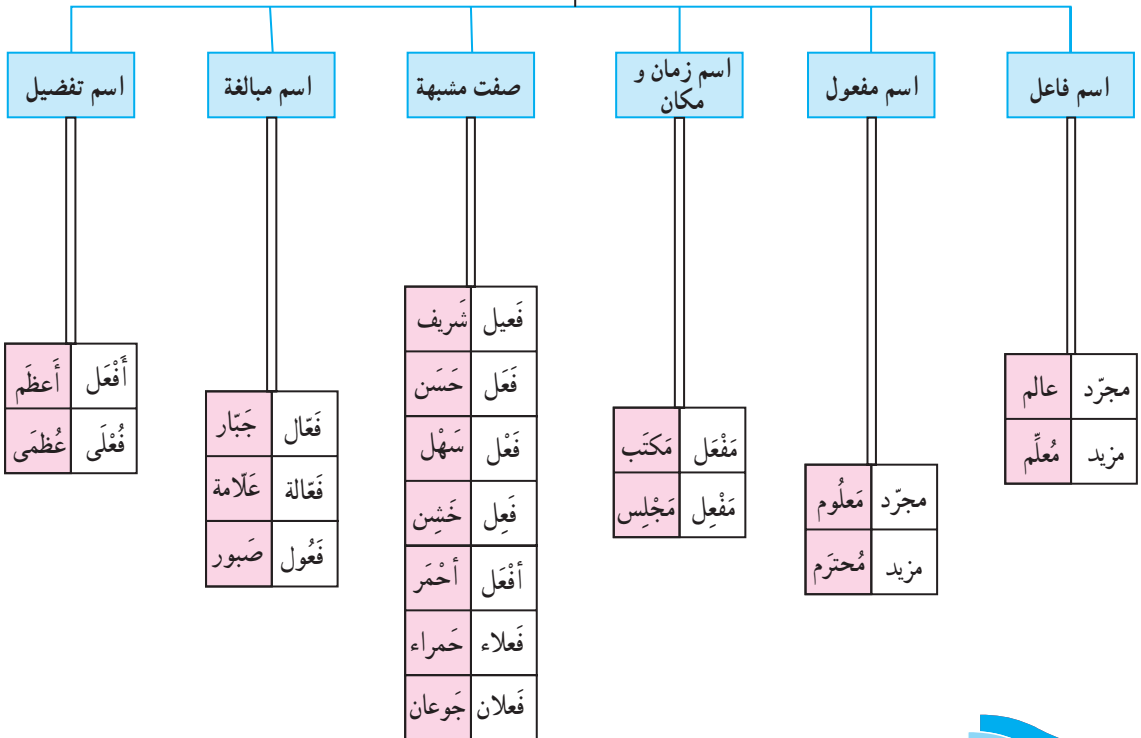 اسم فاعل
اسم مفعول
اسم زمان و
مكان
صفت مشبهة
اسم مبالغة
اسم تفضيل
مجرّد عالم
مزيد مُعلِّم
مجرّد مَعلُوم
مزيد مُحترَم
مَفْعَل مَكتَب
مَفْعِل مَجْلِس
فَعيل شَريف
فَعَل حَسَن
فَعْل سَهْل
فَعِل خَشِن
أفْعَل أحْمَر
فَعلاء حَمراء
فَعلان جَوعان
فَعّال جَبّار
فَعّالة عَلّامة
فَعُول صَبور
أَفْعَل أَعظَم
فُعْلَى عُظمَى